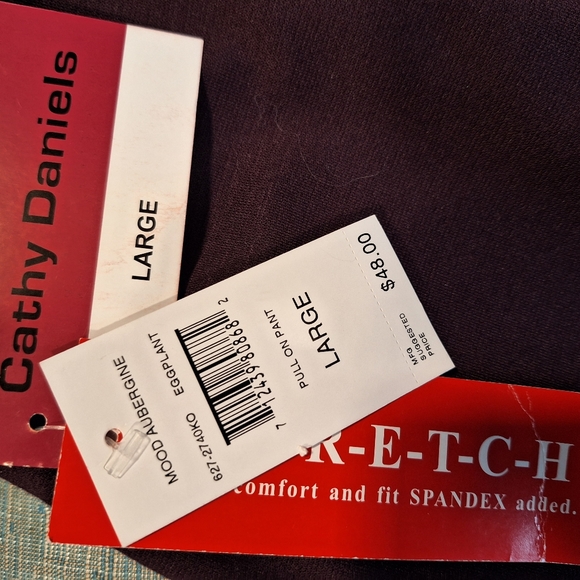 Cathy Daniels
LARGE
MOOD AUBERGINE
627-2740KO EGGPLANT
7 12439 80868 2
PULL ON PANT
LARGE
$48.00
MFG
SUGGESTED
PRICE
R-E-T-C-H
comfort and fit SPANDEX added.